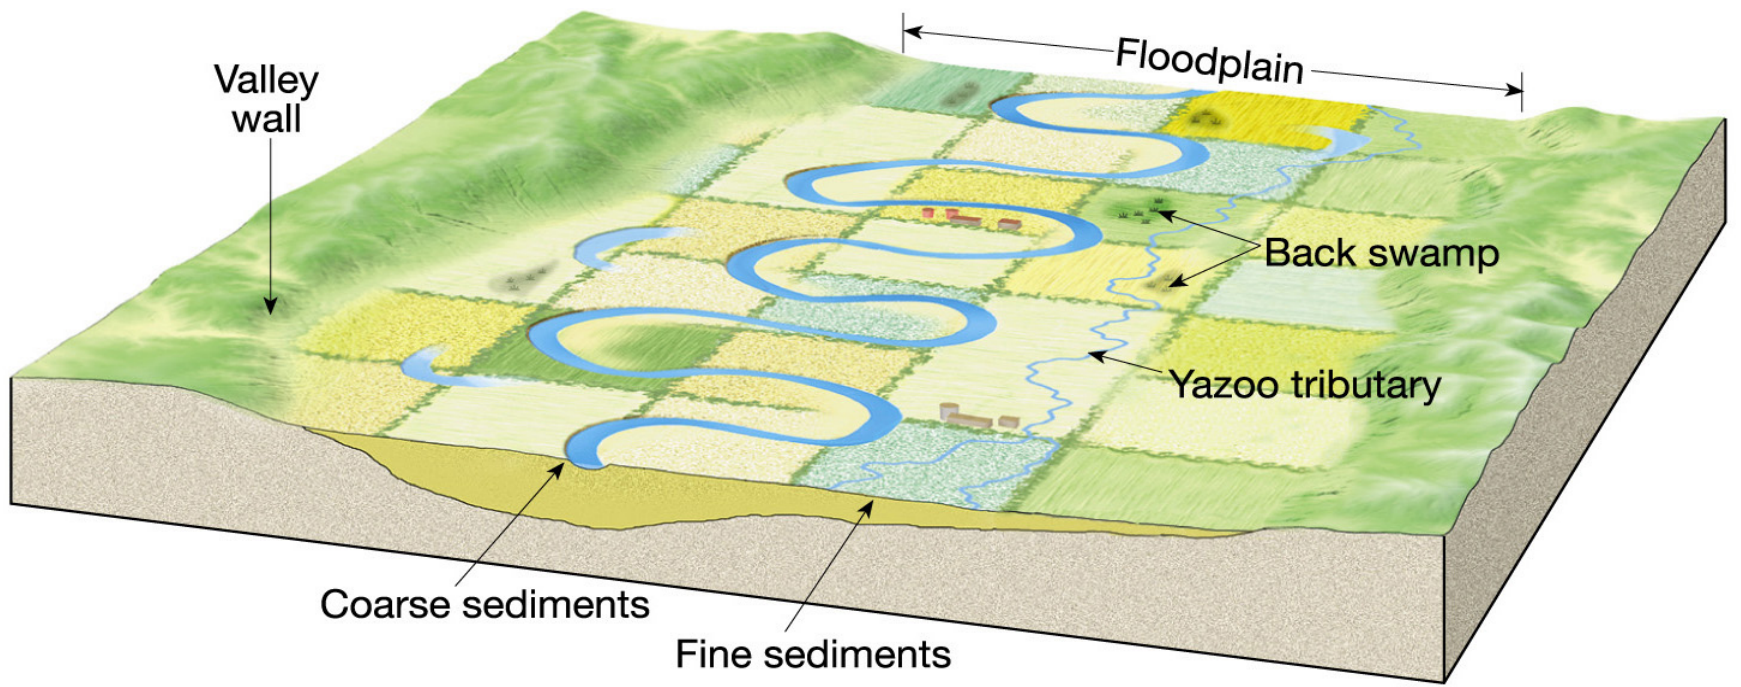 Floodplain
Valley
wall
Back swamp
Yazoo tributary
Coarse sediments
Fine sediments